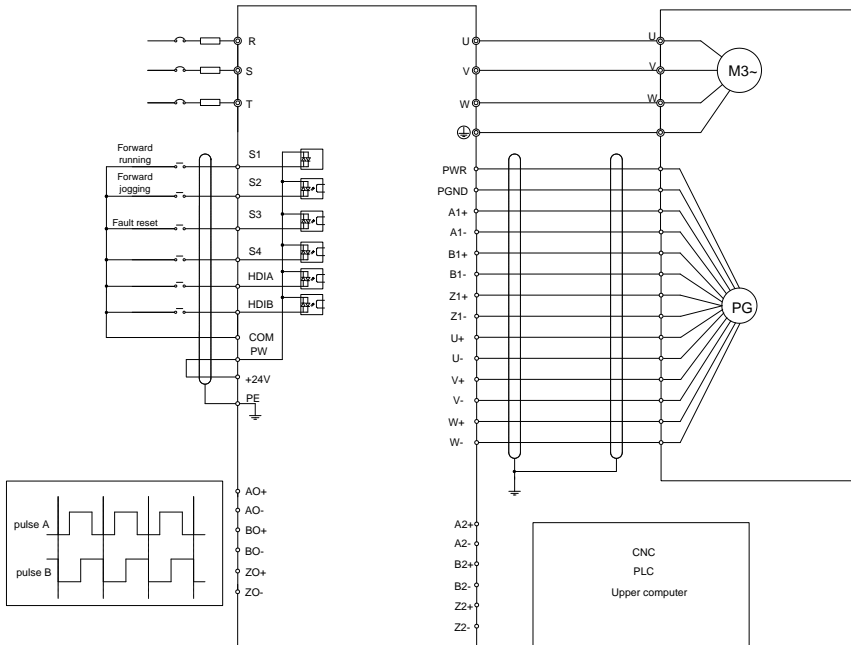 R
S
T
Forward
running
Forward
jogging
Fault reset
S1
S2
S3
S4
HDIA
HDIB
COM
PW
+24V
PE
U
V
W
U
V
W
M3~
PWR
PGND
A1+
A1-
B1+
B1-
Z1+
Z1-
U+
U-
V+
V-
W+
W-
PG
pulse A
pulse B
AO+
AO-
BO+
BO-
ZO+
ZO-
A2+
A2-
B2+
B2-
Z2+
Z2-
CNC
PLC
Upper computer